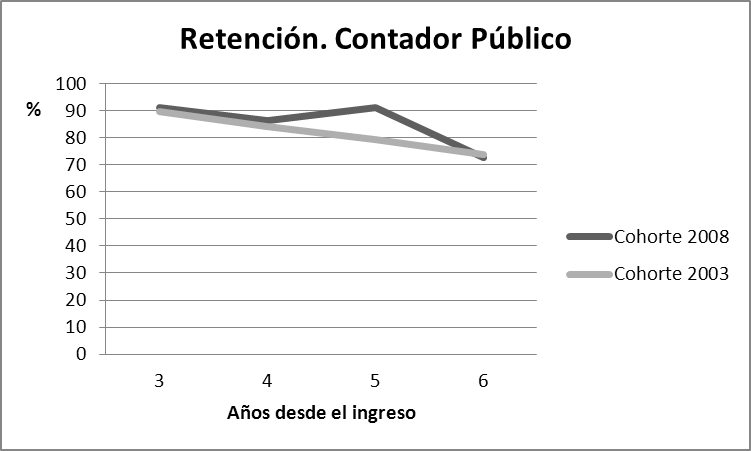 Retención. Contador Público
%
100
90
80
70
60
50
40
30
20
10
0
3 4 5 6
Años desde el ingreso
Cohorte 2008
Cohorte 2003